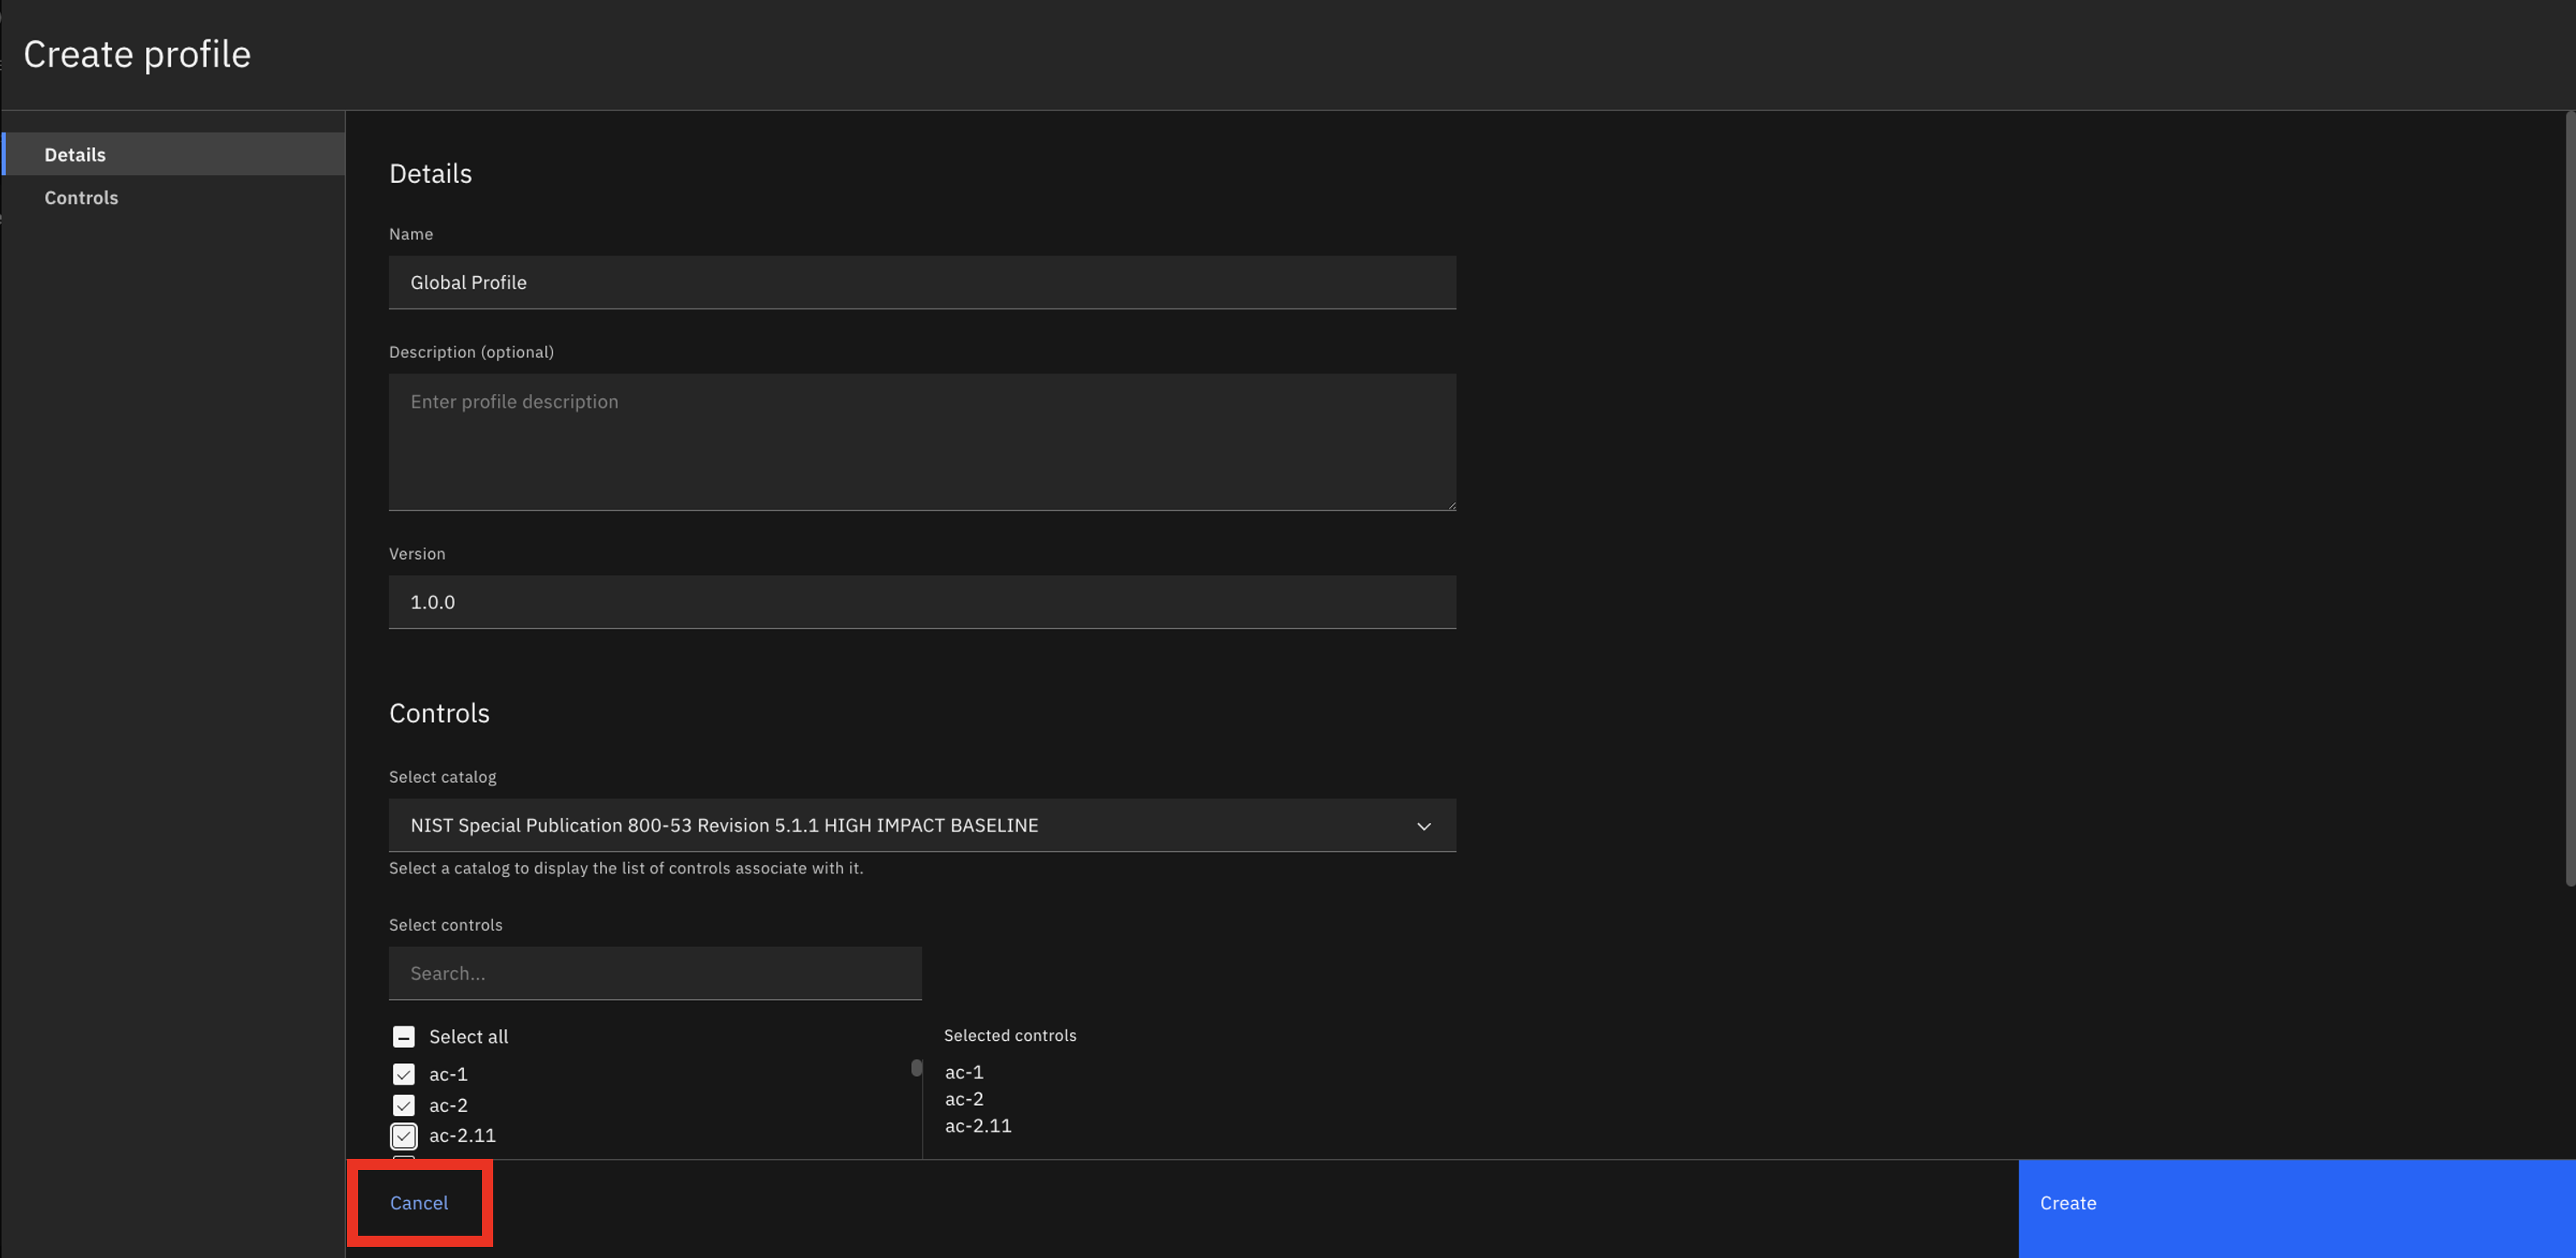 Create profile
Details
Controls
Details
Name
Global Profile
Description (optional)
Enter profile description
Version
1.0.0
Controls
Select catalog
NIST Special Publication 800-53 Revision 5.1.1 HIGH IMPACT BASELINE
Select a catalog to display the list of controls associate with it.
Select controls
Search...
Select all
ac-1
ac-2
ac-2.11
Selected controls
ac-1
ac-2
ac-2.11
Cancel
Create